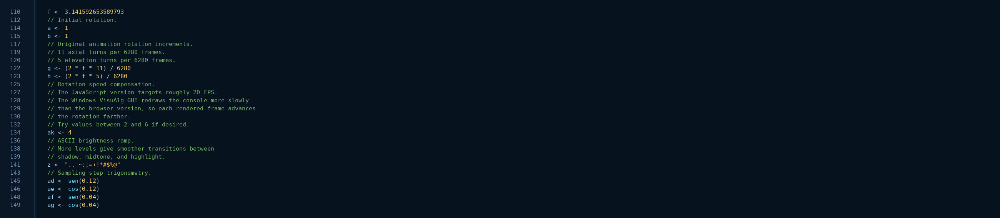 110 f <- 3.141592653589793
112 // Initial rotation.
114 a <- 1
115 b <- 1
117 // Original animation rotation increments.
119 // 11 axial turns per 6280 frames.
120 // 5 elevation turns per 6280 frames.
122 g <- (2 * f * 11) / 6280
123 h <- (2 * f * 5) / 6280
125 // Rotation speed compensation.
127 // The JavaScript version targets roughly 20 FPS.
128 // The Windows VisuAlg GUI redraws the console more slowly
129 // than the browser version, so each rendered frame advances
130 // the rotation farther.
132 // Try values between 2 and 6 if desired.
134 ak <- 4
136 // ASCII brightness ramp.
138 // More levels give smoother transitions between
139 // shadow, midtone, and highlight.
141 z <- ".,-~:;=+!*#$%@"
143 // Sampling-step trigonometry.
145 ad <- sen(0.12)
146 ae <- cos(0.12)
148 af <- sen(0.04)
149 ag <- cos(0.04)